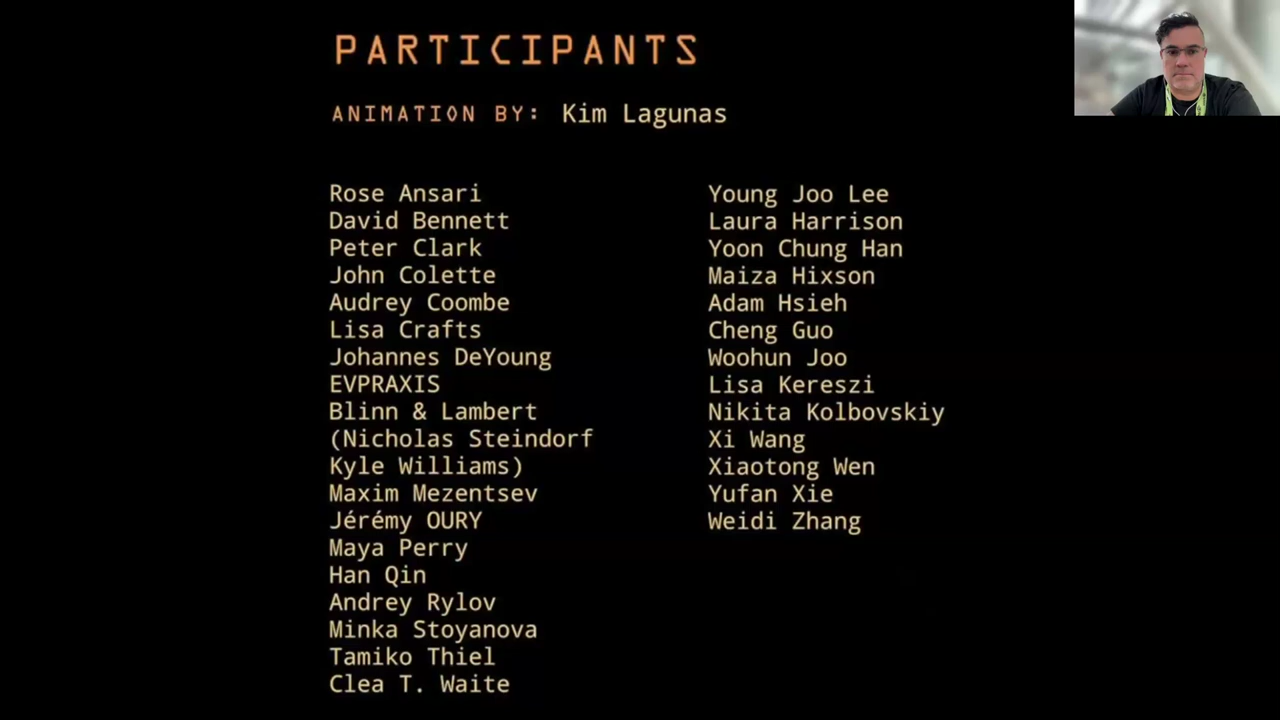 PARTICIPANTS
ANIMATION BY: Kim Lagunas
Rose Ansari
David Bennett
Peter Clark
John Colette
Audrey Coombe
Lisa Crafts
Johannes DeYoung
EVPRAXIS
Blinn & Lambert
(Nicholas Steindorf
Kyle Williams)
Maxim Mezentsev
Jérémy OURY
Maya Perry
Han Qin
Andrey Rylov
Minka Stoyanova
Tamiko Thiel
Clea T. Waite
Young Joo Lee
Laura Harrison
Yoon Chung Han
Maiza Hixson
Adam Hsieh
Cheng Guo
Woohun Joo
Lisa Kereszi
Nikita Kolbovskiy
Xi Wang
Xiaotong Wen
Yufan Xie
Weidi Zhang